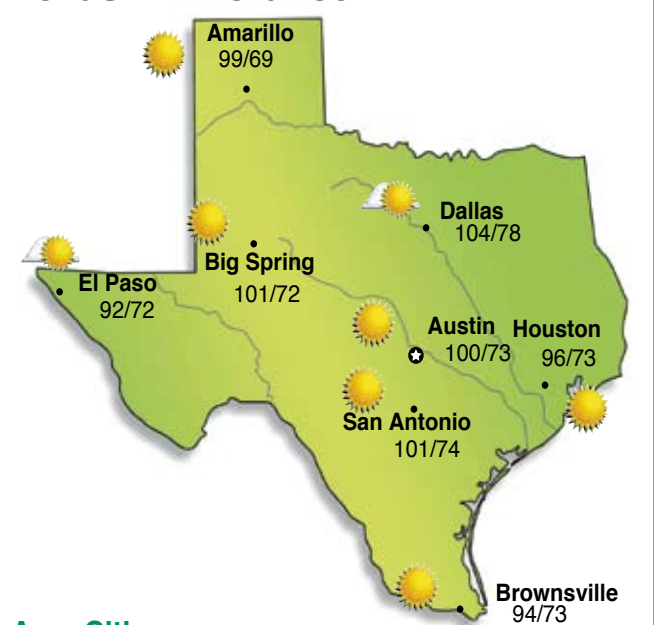 Amarillo
99/69
Dallas
104/78
Big Spring
101/72
El Paso
92/72
Austin
100/73
Houston
96/73
San Antonio
101/74
Brownsville
94/73